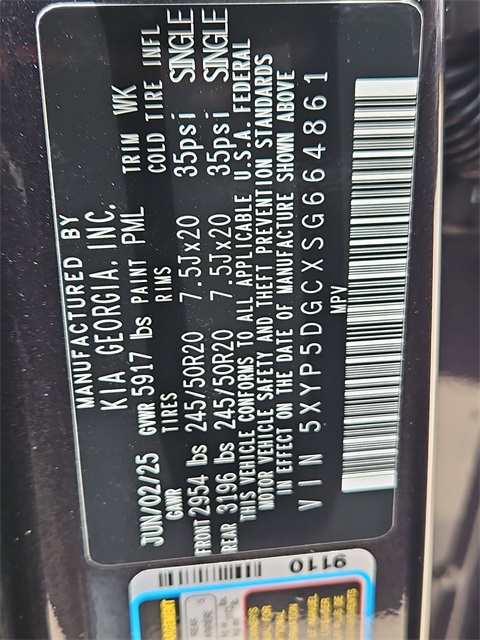 MANUFACTURED BY
KIA GEORGIA, INC.
JUN/02/25 GVWR 5917 lbs PAINT PML TRIM WK
GAWR TIRES RIMS COLD TIRE INFL
FRONT 2954 lbs 245/50R20 7.5Jx20 35psi SINGLE
REAR 3196 lbs 245/50R20 7.5Jx20 35psi SINGLE
THIS VEHICLE CONFORMS TO ALL APPLICABLE U.S.A. FEDERAL
MOTOR VEHICLE SAFETY AND THEFT PREVENTION STANDARDS
IN EFFECT ON THE DATE OF MANUFACTURE SHOWN ABOVE
VIN 5XYP5DGCXSG664861
MPV
9110
REAR